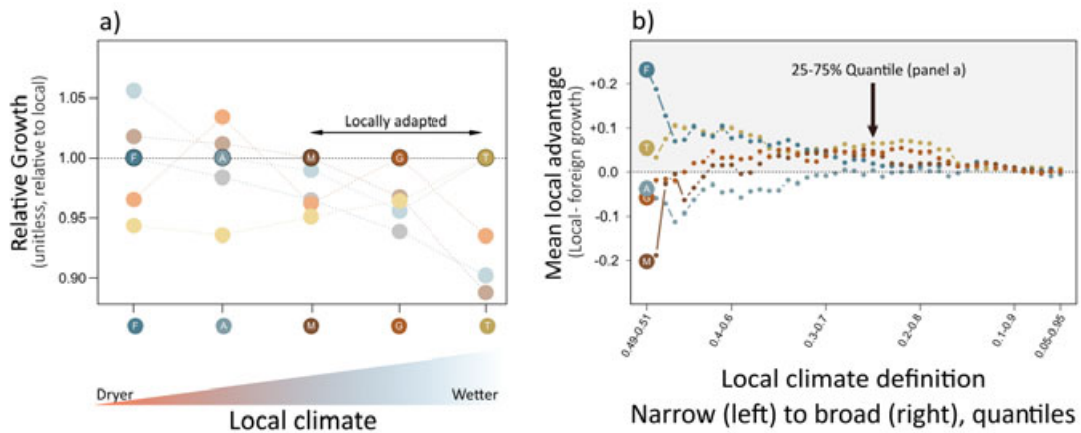 a)
Relative Growth
(unitless, relative to local)
1.05
1.00
0.95
0.90
Locally adapted
F A M G T
F A M G T
Dryer
Wetter
Local climate
b)
Mean local advantage
(Local- foreign growth)
+0.2
+0.1
0.0
-0.1
-0.2
25-75% Quantile (panel a)
F
T
A
G
M
0.49-0.51
0.4-0.6
0.3-0.7
0.2-0.8
0.1-0.9
0.05-0.95
Local climate definition
Narrow (left) to broad (right), quantiles